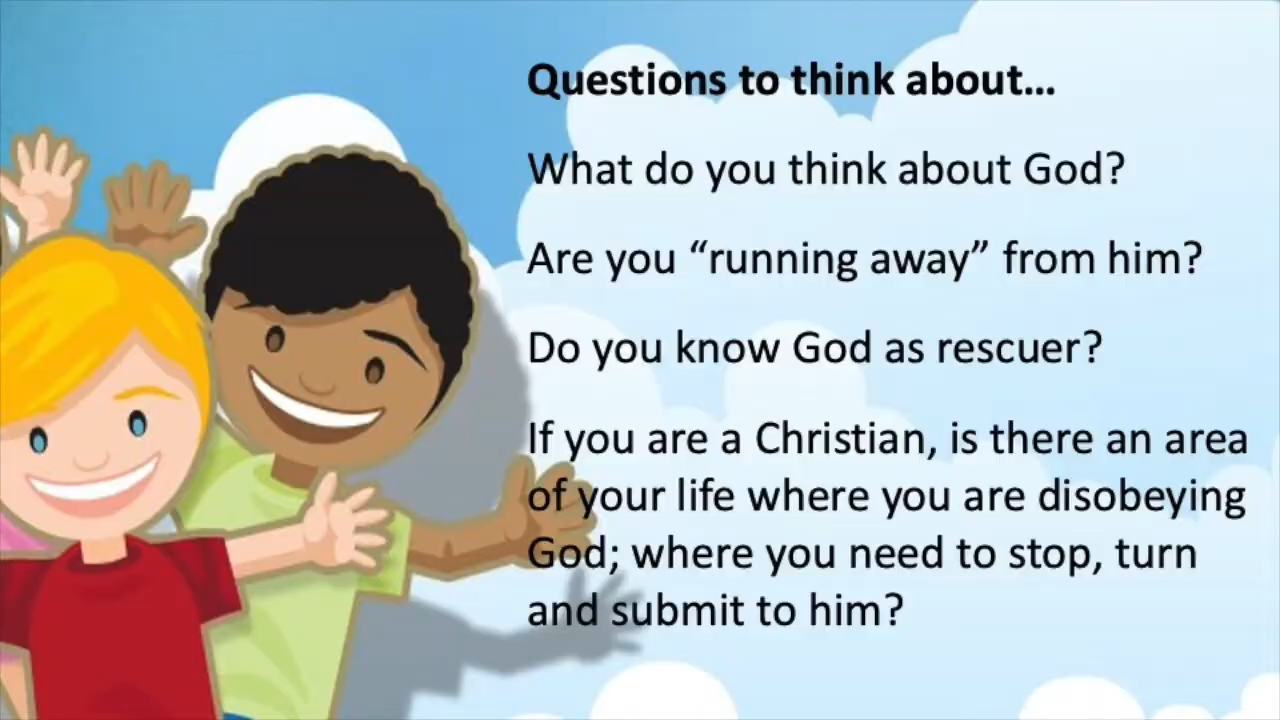 Questions to think about...
What do you think about God?
Are you “running away” from him?
Do you know God as rescuer?
If you are a Christian, is there an area
of your life where you are disobeying
God; where you need to stop, turn
and submit to him?